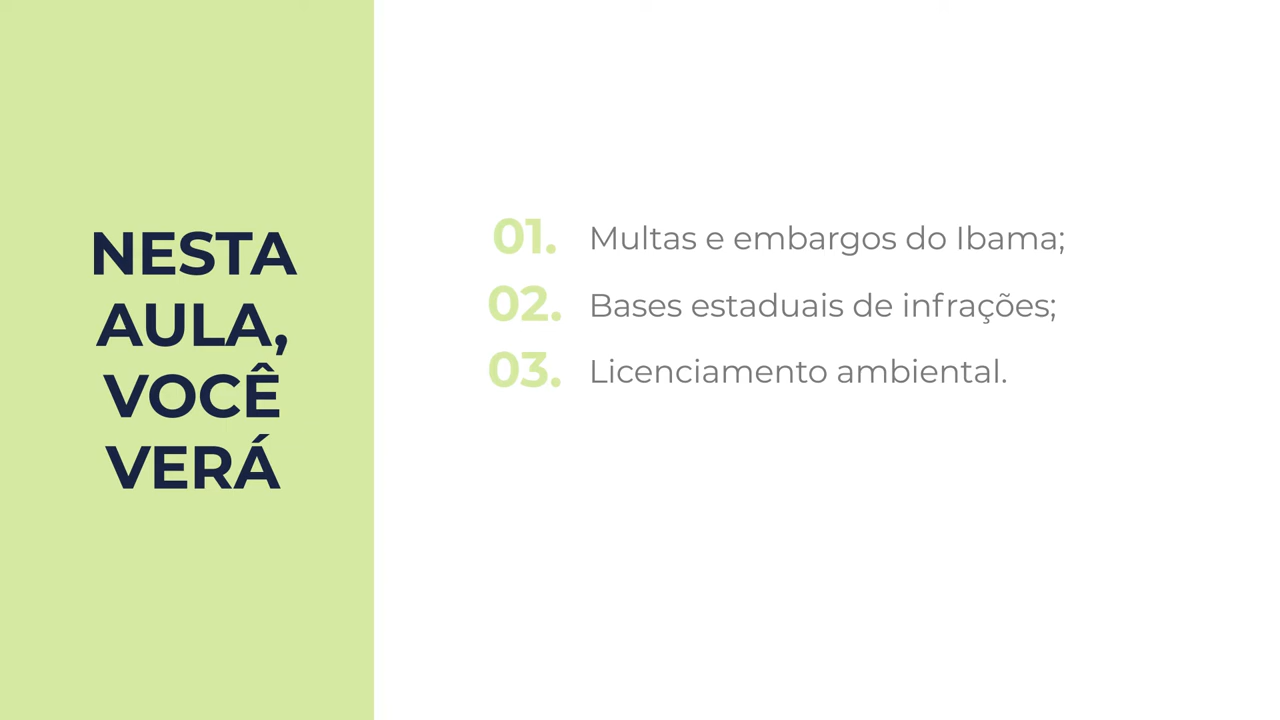 NESTA
AULA,
VOCÊ
VERÁ
01. Multas e embargos do Ibama;
02. Bases estaduais de infrações;
03. Licenciamento ambiental.